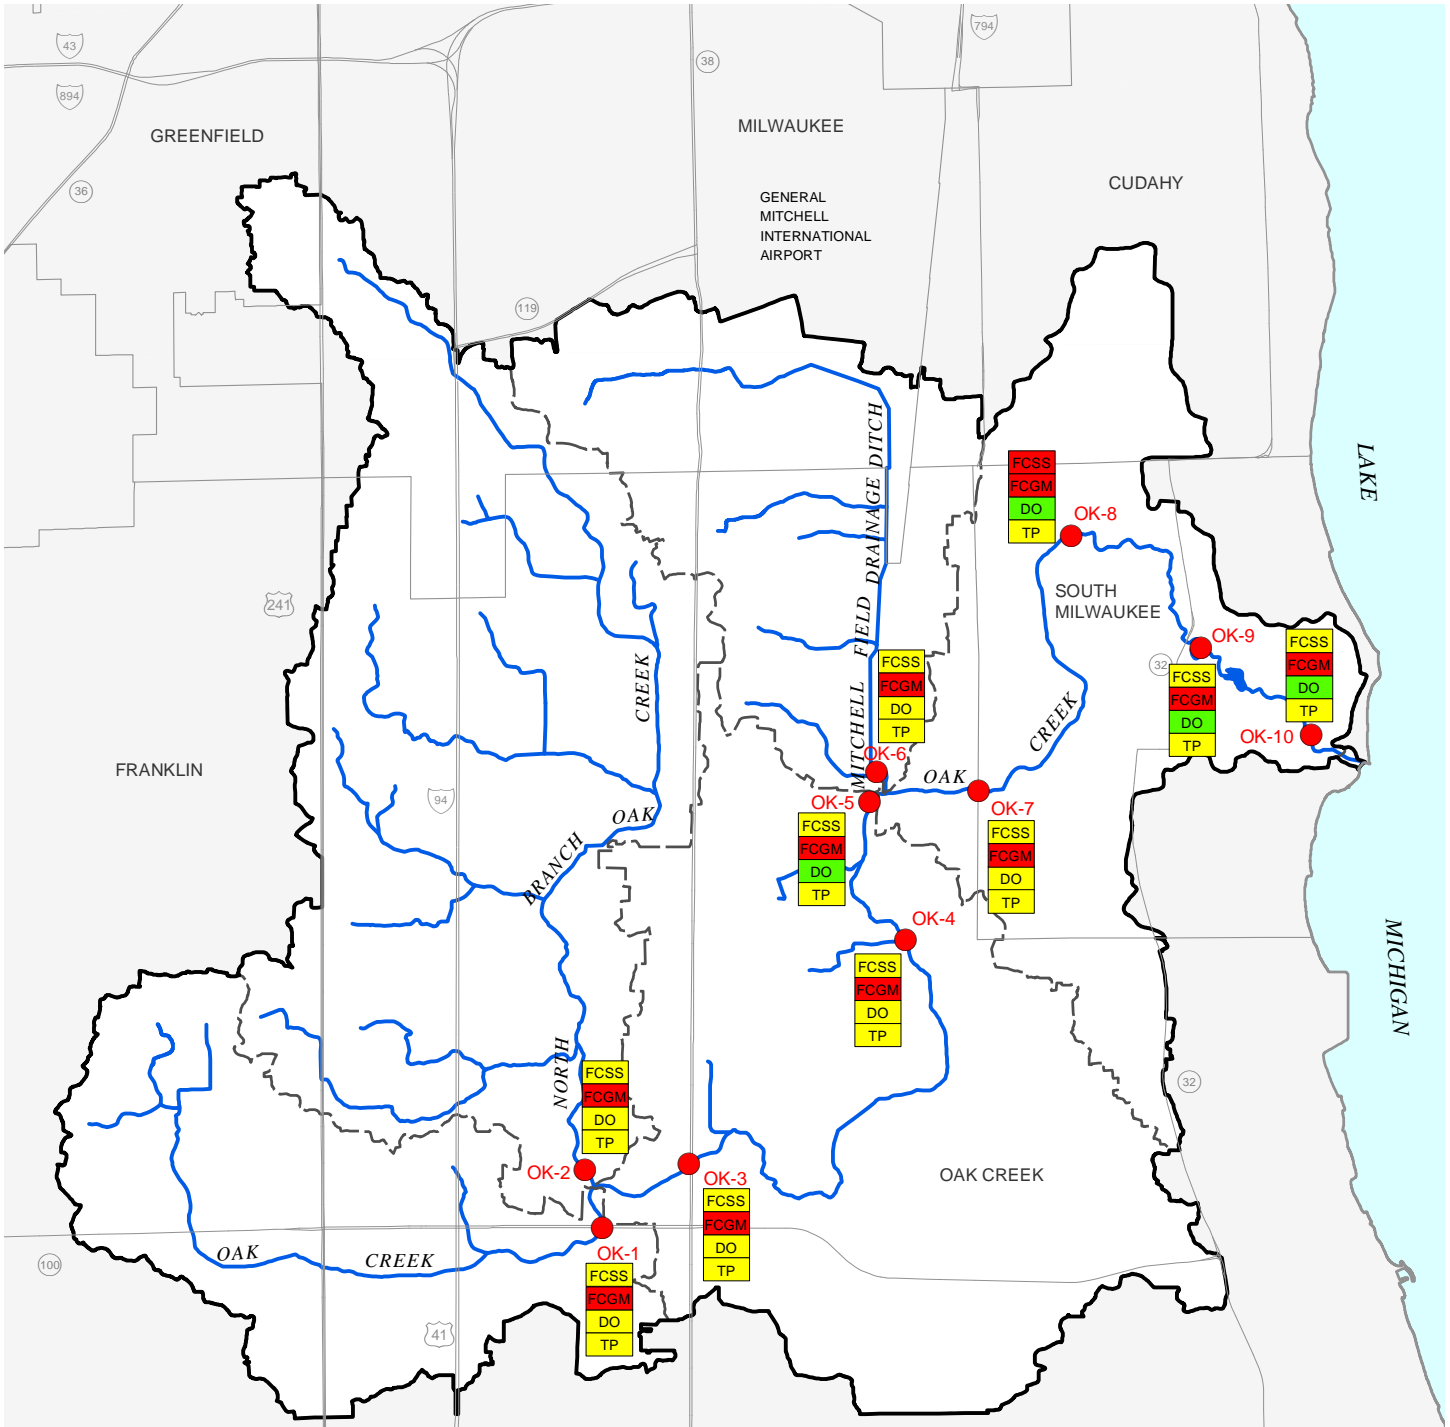 43
794
38
894
GREENFIELD
MILWAUKEE
CUDAHY
36
GENERAL
MITCHELL
INTERNATIONAL
AIRPORT
119
LAKE
MITCHELL FIELD DRAINAGE DITCH
FCSS
FCGM
DO
TP
OK-8
241
SOUTH
MILWAUKEE
OK-9
32
FCSS
FCGM
DO
TP
FCSS
FCGM
DO
TP
OK-10
FCSS
FCGM
DO
TP
OK-6
CREEK
CREEK
OAK
OK-7
FCSS
FCGM
DO
TP
OK-5
FCSS
FCGM
DO
TP
FRANKLIN
94
OAK
BRANCH
NORTH
OK-4
FCSS
FCGM
DO
TP
MICHIGAN
32
FCSS
FCGM
DO
TP
OK-2
OK-3
FCSS
FCGM
DO
TP
OAK CREEK
OK-1
FCSS
FCGM
DO
TP
OAK
CREEK
100
41